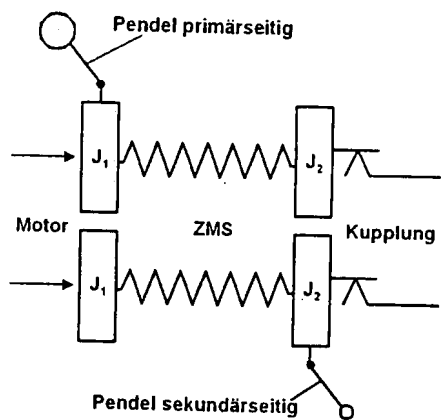 Pendel primärseitig
J1
J2
Motor
ZMS
Kupplung
J1
J2
Pendel sekundärseitig